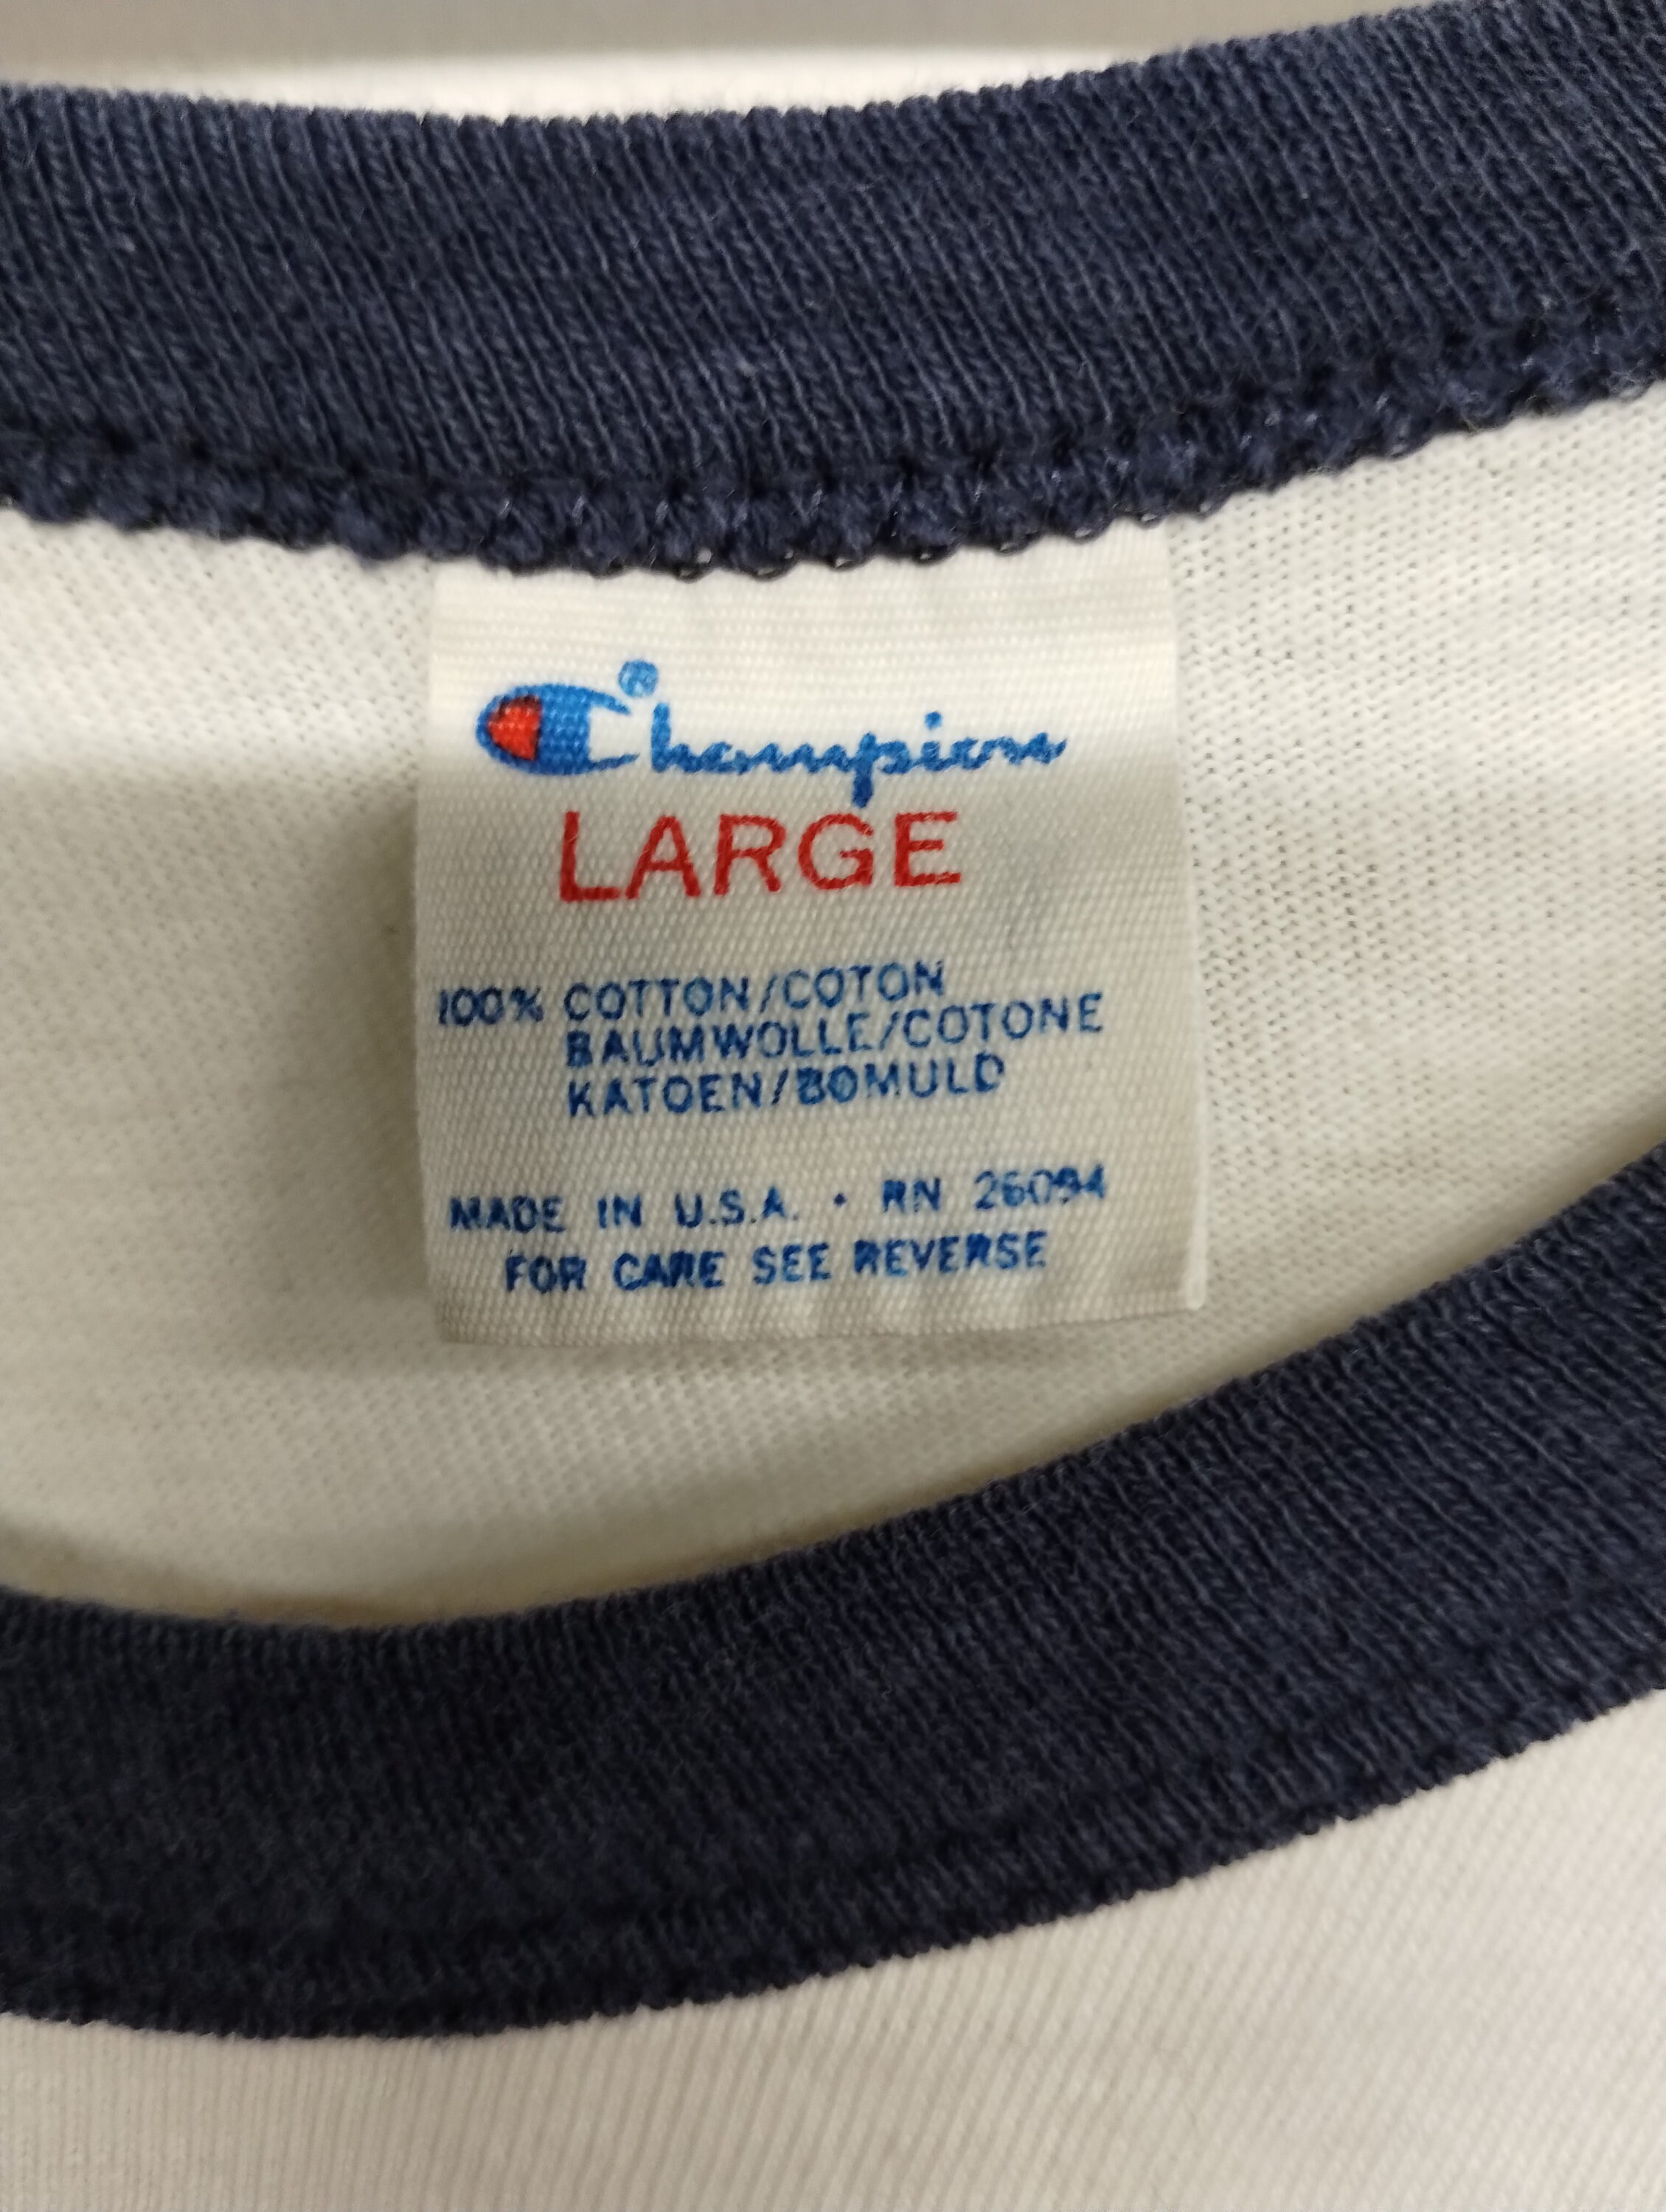 Champion®
LARGE
100% COTTON/COTON
BAUMWOLLE/COTONE
KATOEN/BOMULD
MADE IN U.S.A. • RN 26094
FOR CARE SEE REVERSE